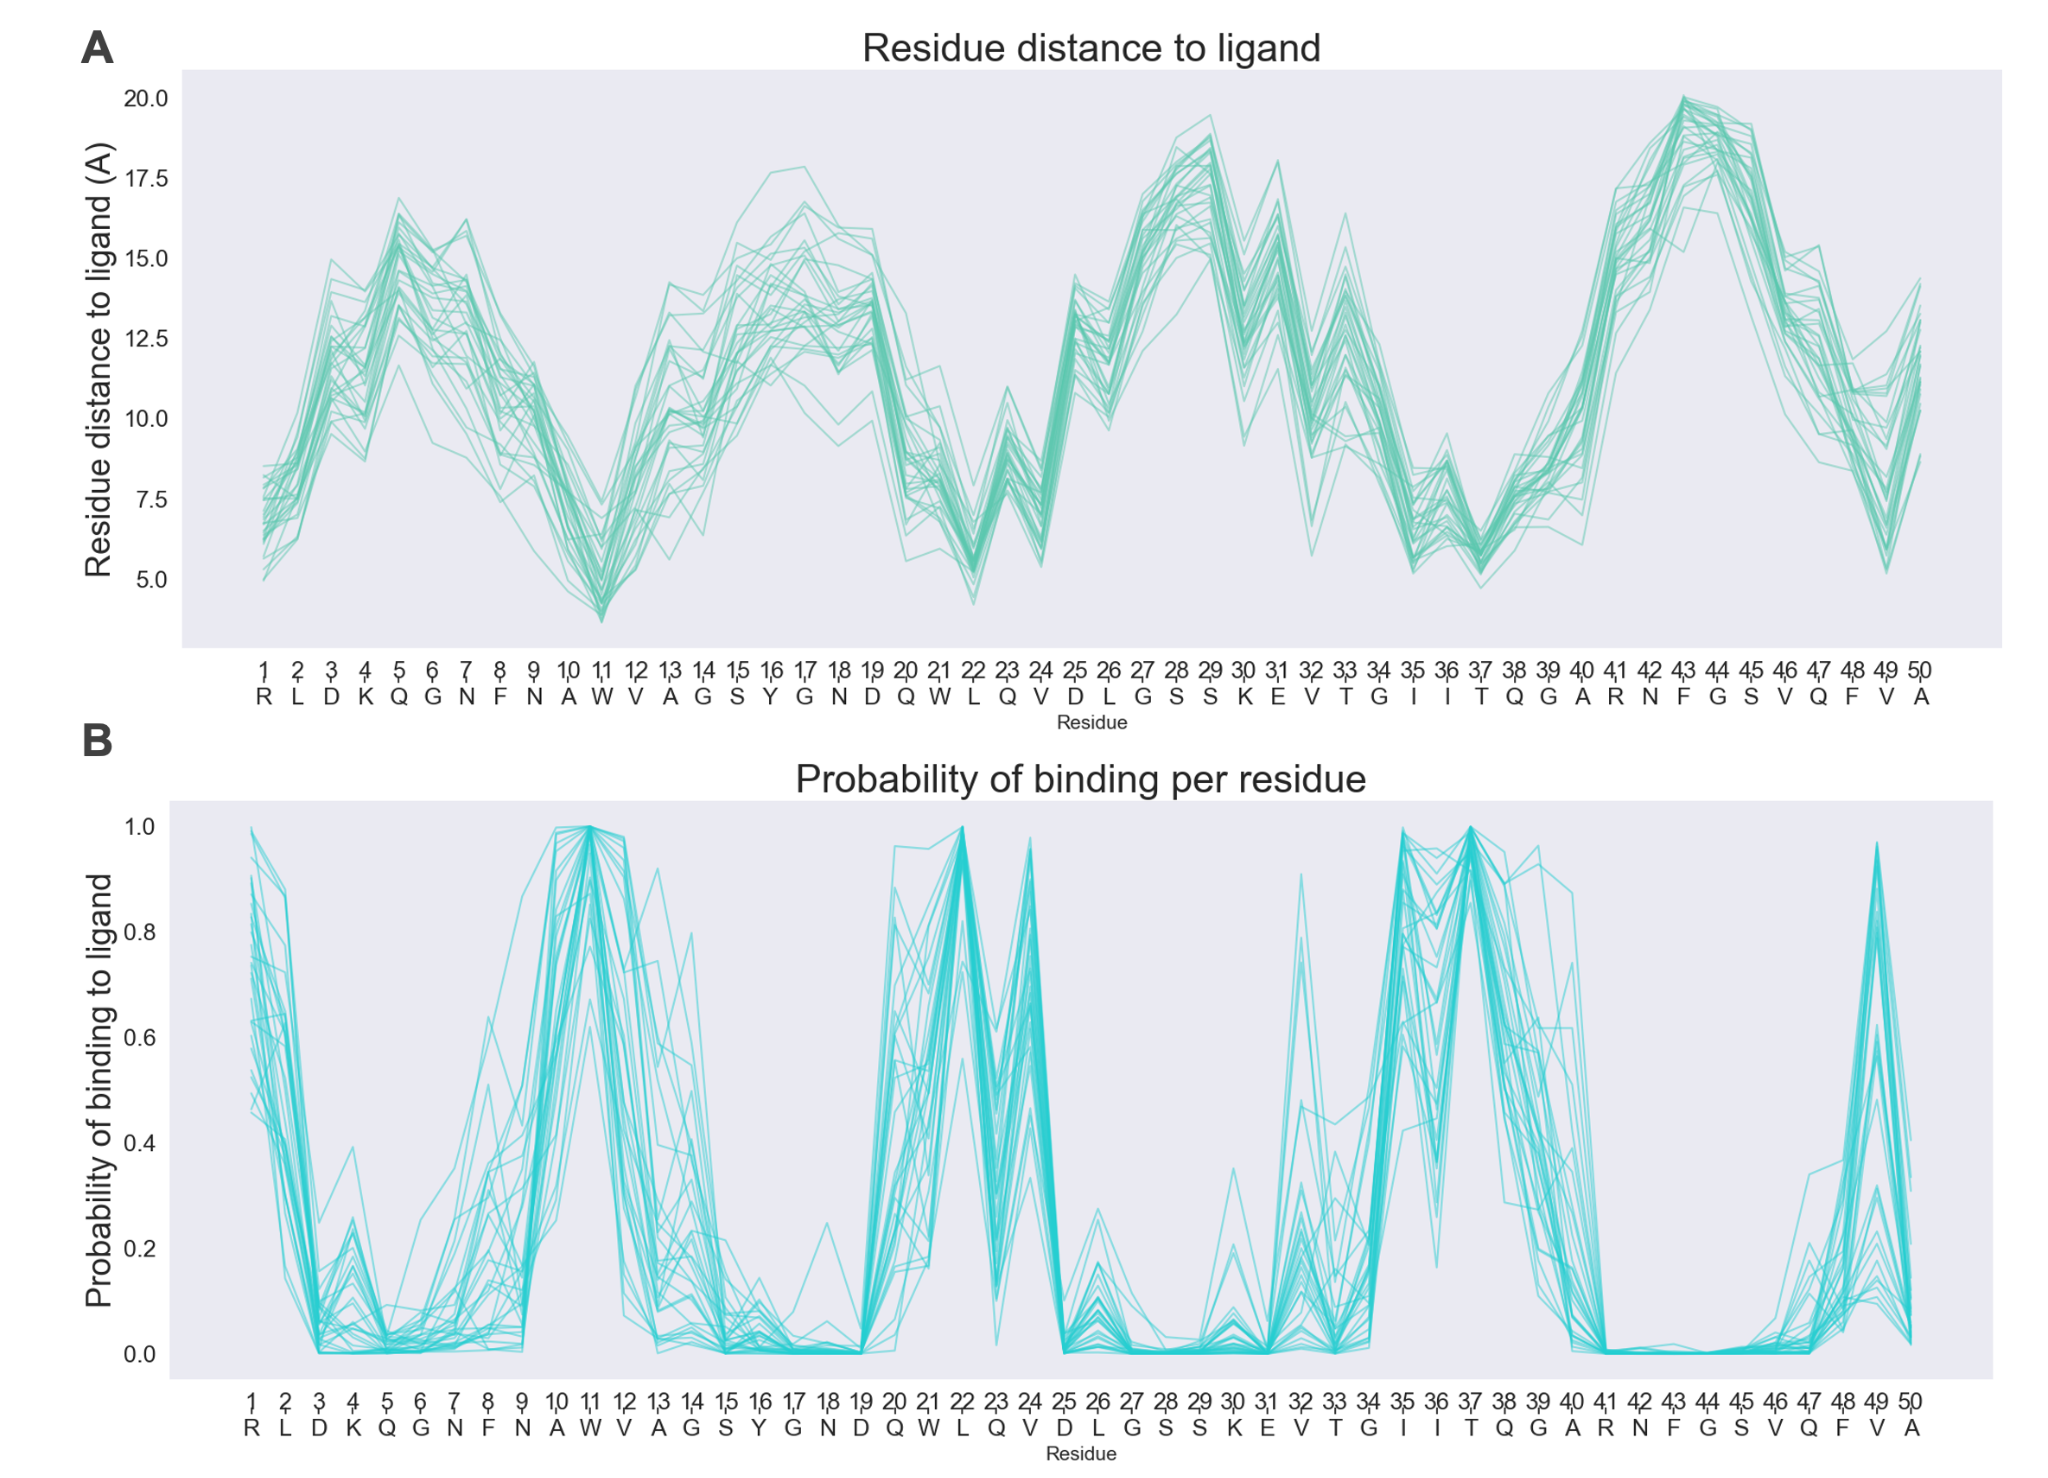 A
Residue distance to ligand
Residue distance to ligand (A)
20.0
17.5
15.0
12.5
10.0
7.5
5.0
1 2 3 4 5 6 7 8 9 10 11 12 13 14 15 16 17 18 19 20 21 22 23 24 25 26 27 28 29 30 31 32 33 34 35 36 37 38 39 40 41 42 43 44 45 46 47 48 49 50
R L D K Q G N F N A W V A G S Y G N D Q W L Q V D L G S S K E V T G I I T Q G A R N F G S V Q F V A
Residue
B
Probability of binding per residue
Probability of binding to ligand
1.0
0.8
0.6
0.4
0.2
0.0
1 2 3 4 5 6 7 8 9 10 11 12 13 14 15 16 17 18 19 20 21 22 23 24 25 26 27 28 29 30 31 32 33 34 35 36 37 38 39 40 41 42 43 44 45 46 47 48 49 50
R L D K Q G N F N A W V A G S Y G N D Q W L Q V D L G S S K E V T G I I T Q G A R N F G S V Q F V A
Residue